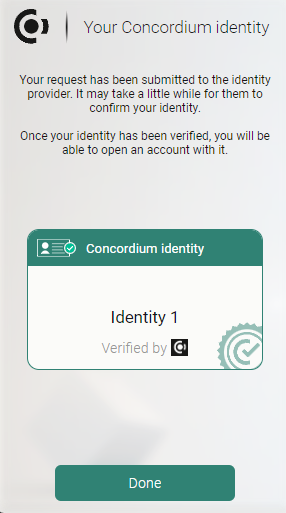 Your Concordium identity
Your request has been submitted to the identity
provider. It may take a little while for them to
confirm your identity.
Once your identity has been verified, you will be
able to open an account with it.
Concordium identity
Identity 1
Verified by
Done